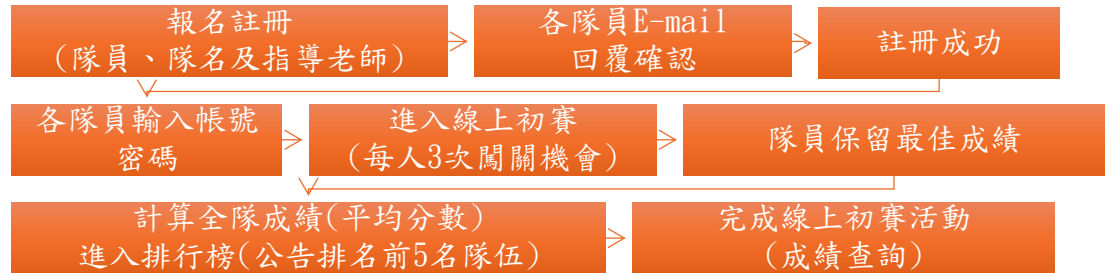 報名註冊
(隊員、隊名及指導老師)
各隊員E-mail
回覆確認
註冊成功
各隊員輸入帳號
密碼
進入線上初賽
(每人3次闖關機會)
隊員保留最佳成績
計算全隊成績(平均分數)
進入排行榜(公告排名前5名隊伍)
完成線上初賽活動
(成績查詢)